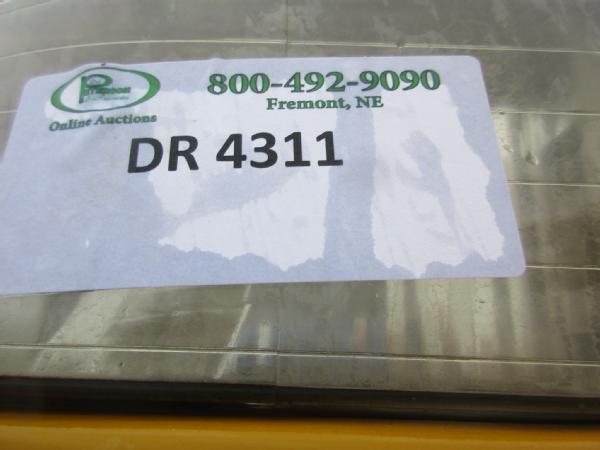 800-492-9090
Fremont, NE
Online Auctions
DR 4311